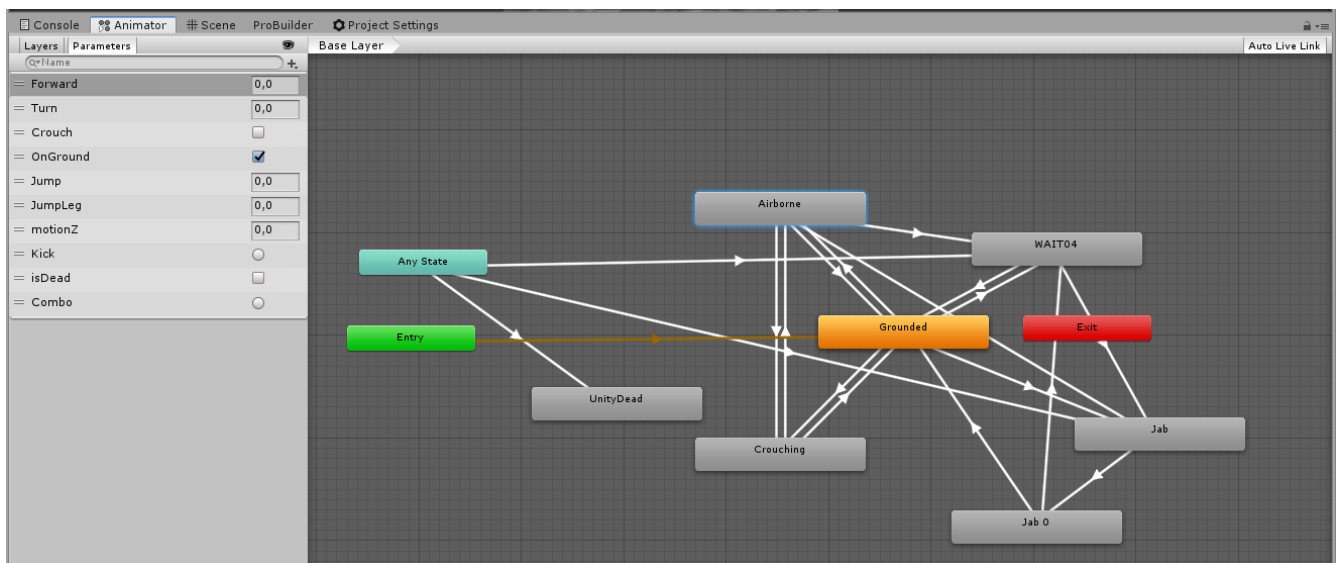 Console Animator Scene ProBuilder Project Settings
Layers Parameters Base Layer Auto Live Link
Name
Forward 0,0
Turn 0,0
Crouch
OnGround
Jump 0,0
JumpLeg 0,0
motionZ 0,0
Kick
isDead
Combo
Airborne
WAIT04
Any State
Grounded
Exit
Entry
UnityDead
Jab
Crouching
Jab 0